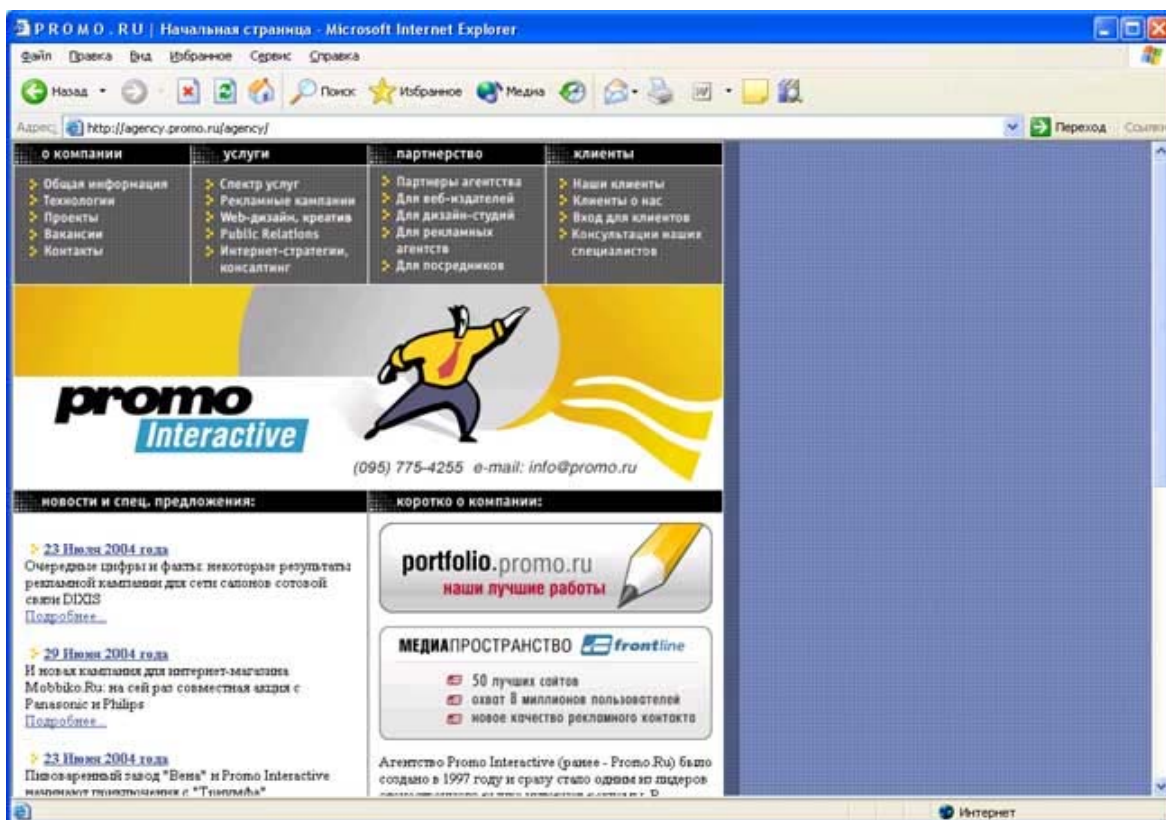 P R O M O . R U | Начальная страница - Microsoft Internet Explorer
Файл Правка Вид Избранное Сервис Справка
Назад Поиск Избранное Медиа
Адрес: http://agency.promo.ru/agency/ Переход Ссылки
о компании
Общая информация
Технологии
Проекты
Вакансии
Контакты
услуги
Спектр услуг
Рекламные кампании
Web-дизайн, креатив
Public Relations
Интернет-стратегии,
консалтинг
партнерство
Партнеры агентства
Для веб-издателей
Для дизайн-студий
Для рекламных
агентств
Для посредников
клиенты
Наши клиенты
Клиенты о нас
Вход для клиентов
Консультации наших
специалистов
promo
Interactive
(095) 775-4255 e-mail: info@promo.ru
новости и спец. предложения:
23 Июля 2004 года
Очередные цифры и факты: некоторые результаты
рекламной кампании для сети салонов сотовой
связи DIXIS
Подробнее...
29 Июня 2004 года
И новая кампания для интернет-магазина
Mobbiko.Ru: на сей раз совместная акция с
Panasonic и Philips
Подробнее...
23 Июня 2004 года
Пивоваренный завод "Вена" и Promo Interactive
начинают приключения с "Триумфа"
коротко о компании:
portfolio.promo.ru
наши лучшие работы
МЕДИАПРОСТРАНСТВО frontline
50 лучших сайтов
охват 8 миллионов пользователей
новое качество рекламного контакта
Агентство Promo Interactive (ранее - Promo.Ru) было
создано в 1997 году и сразу стало одним из лидеров
Интернет